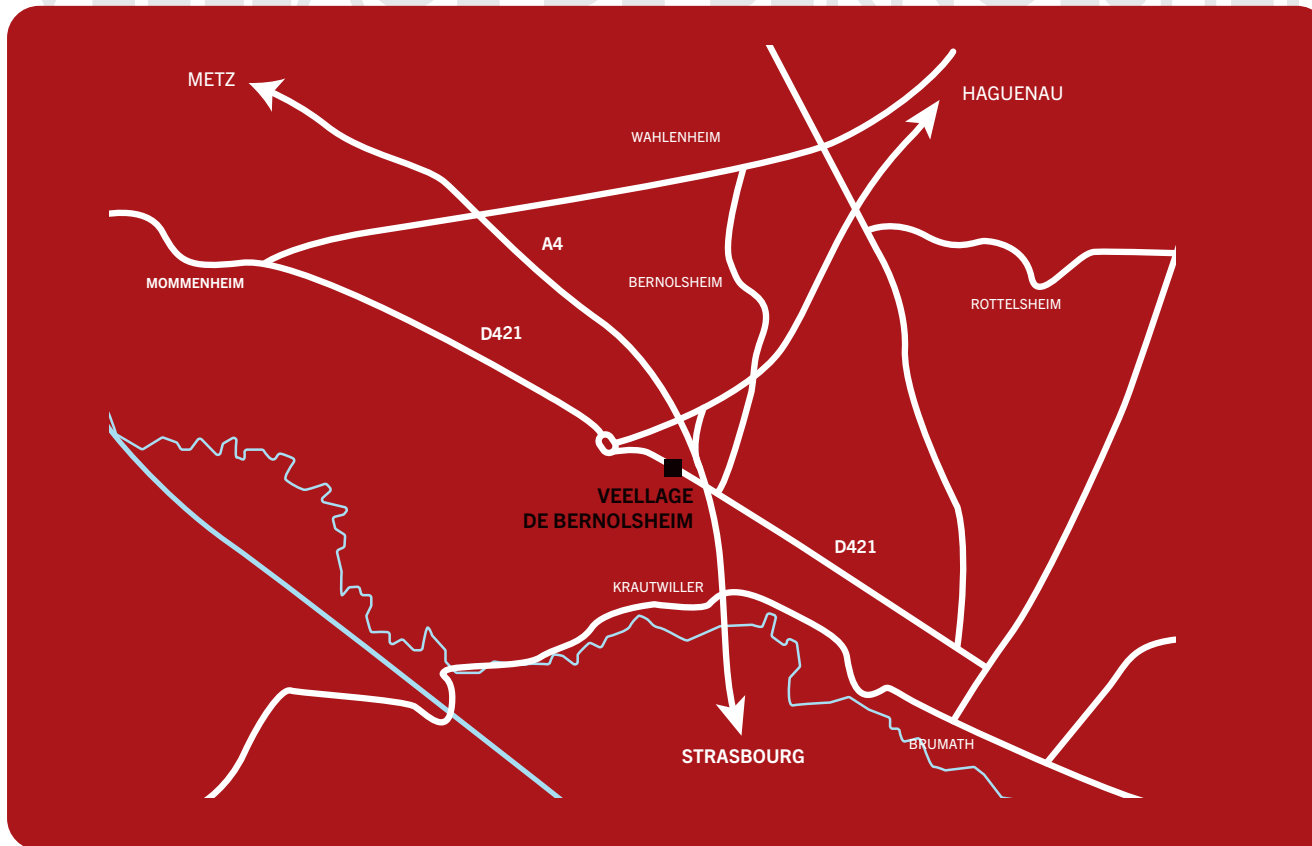 METZ
HAGUENAU
WAHLENHEIM
A4
MOMMENHEIM
BERNOLSHEIM
ROTTELSHEIM
D421
VEELLAGE
DE BERNOLSHEIM
D421
KRAUTWILLER
BRUMATH
STRASBOURG